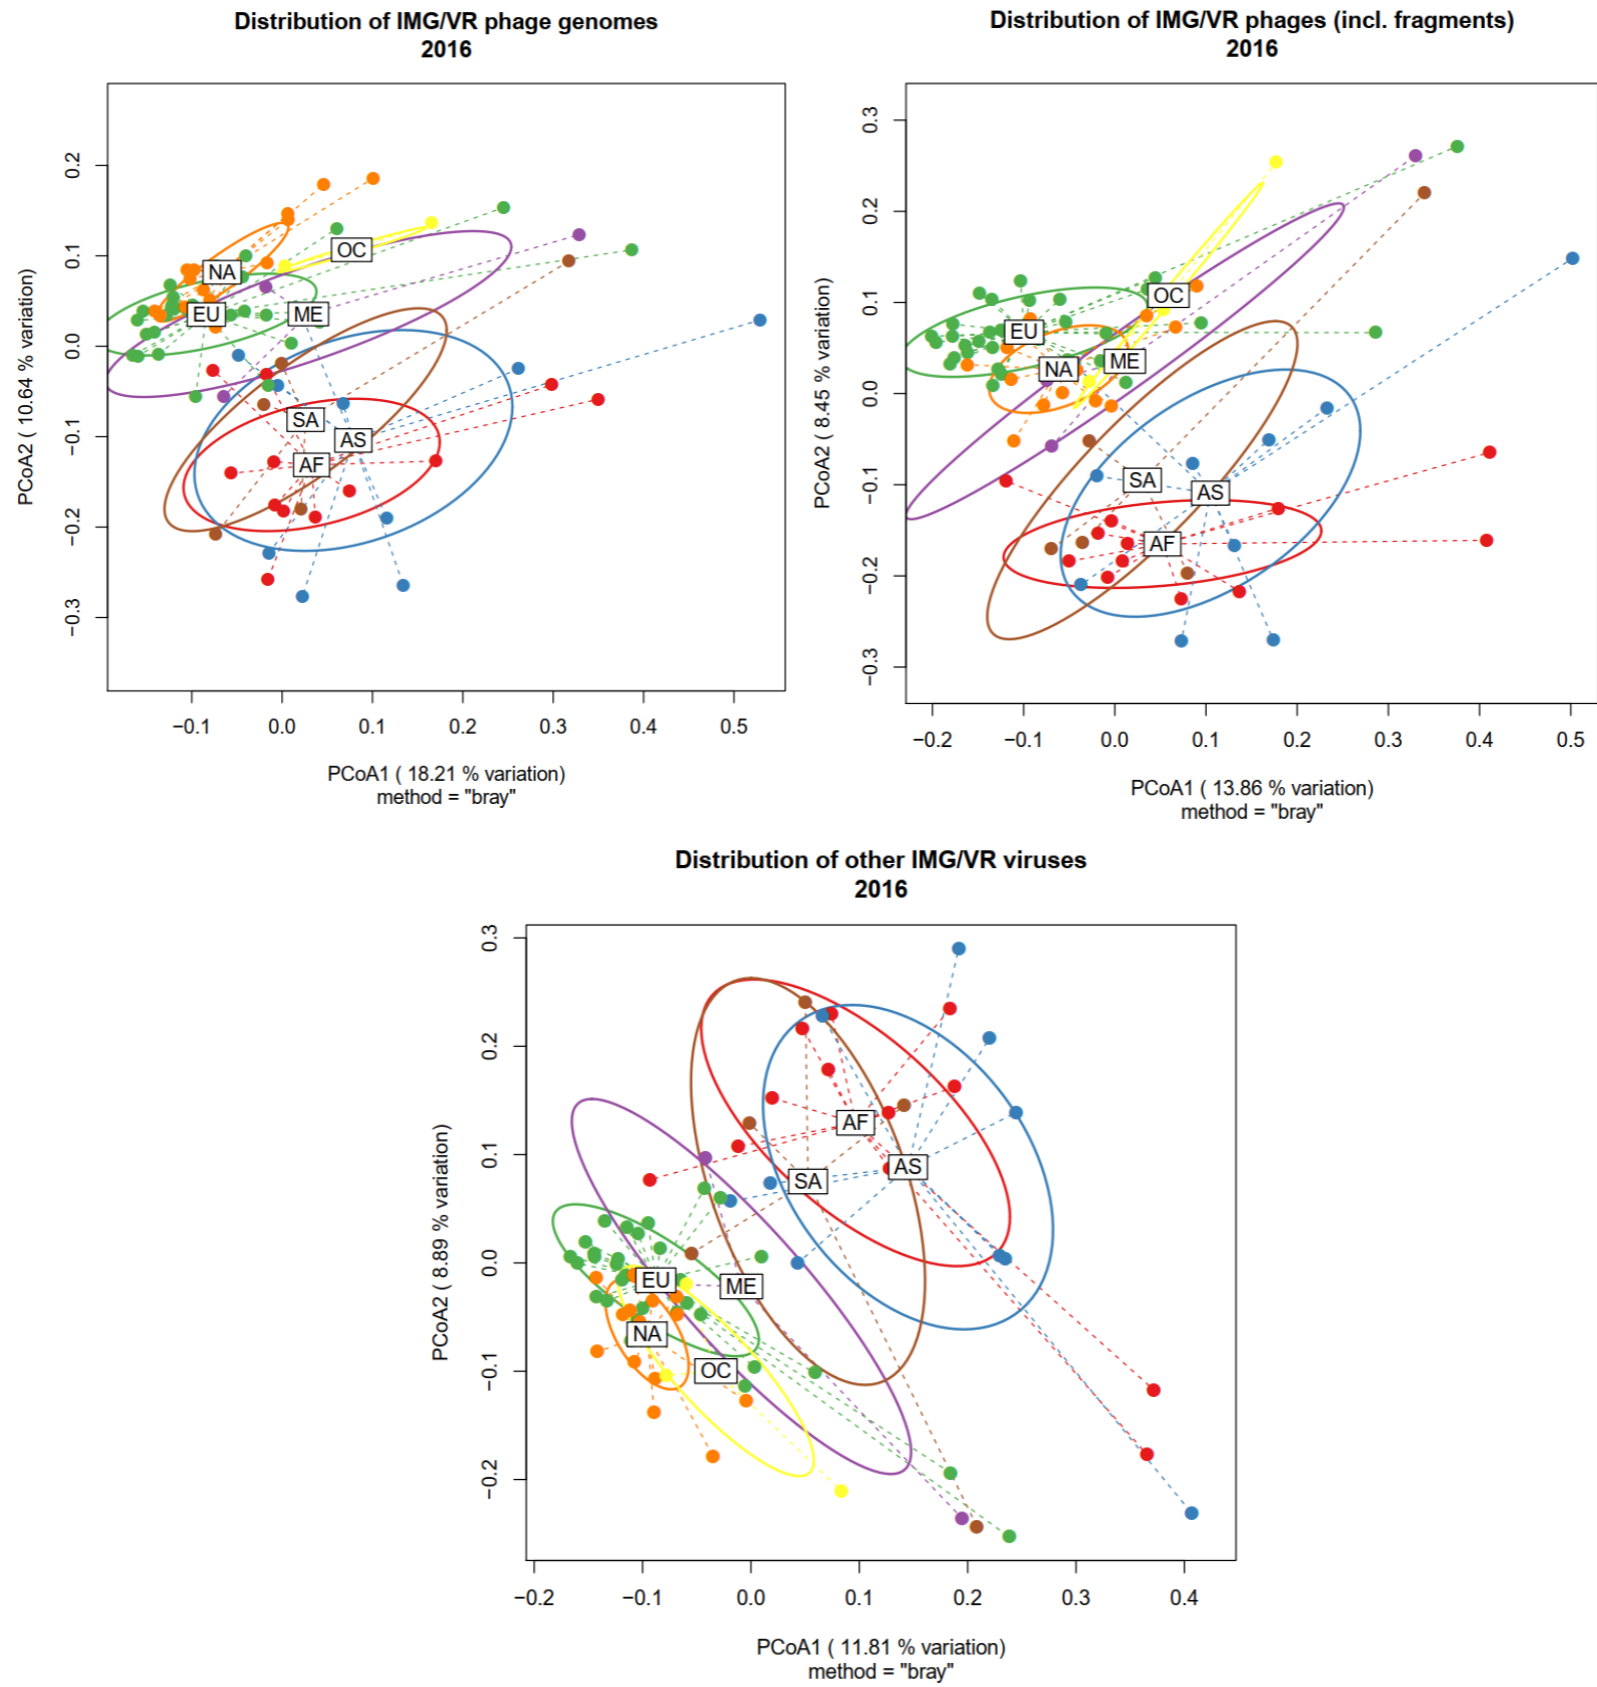 Distribution of IMG/VR phage genomes
2016
PCoA2 ( 10.64 % variation)
0.2
0.1
0.0
−0.1
−0.2
−0.3
OC
NA
EU
ME
SA
AS
AF
−0.1 0.0 0.1 0.2 0.3 0.4 0.5
PCoA1 ( 18.21 % variation)
method = "bray"
Distribution of IMG/VR phages (incl. fragments)
2016
PCoA2 ( 8.45 % variation)
0.3
0.2
0.1
0.0
−0.1
−0.2
−0.3
OC
EU
ME
NA
SA
AS
AF
−0.2 −0.1 0.0 0.1 0.2 0.3 0.4 0.5
PCoA1 ( 13.86 % variation)
method = "bray"
Distribution of other IMG/VR viruses
2016
PCoA2 ( 8.89 % variation)
0.3
0.2
0.1
0.0
−0.1
−0.2
AF
AS
SA
EU
ME
NA
OC
−0.2 −0.1 0.0 0.1 0.2 0.3 0.4
PCoA1 ( 11.81 % variation)
method = "bray"